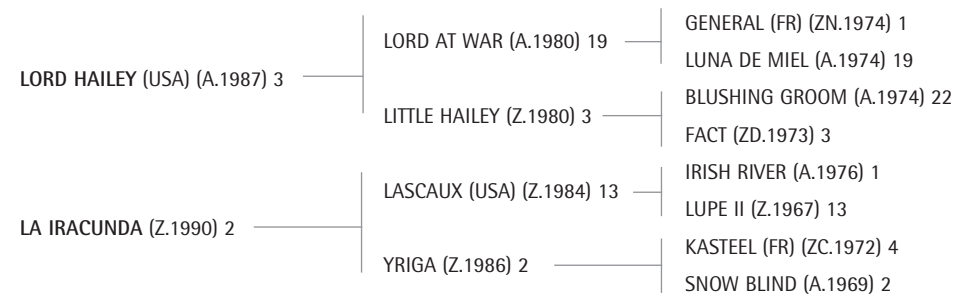 LORD HAILEY (USA) (A.1987) 3
LORD AT WAR (A.1980) 19
GENERAL (FR) (ZN.1974) 1
LUNA DE MIEL (A.1974) 19
LITTLE HAILEY (Z.1980) 3
BLUSHING GROOM (A.1974) 22
FACT (ZD.1973) 3
LA IRACUNDA (Z.1990) 2
LASCAUX (USA) (Z.1984) 13
IRISH RIVER (A.1976) 1
LUPE II (Z.1967) 13
YRIGA (Z.1986) 2
KASTEEL (FR) (ZC.1972) 4
SNOW BLIND (A.1969) 2